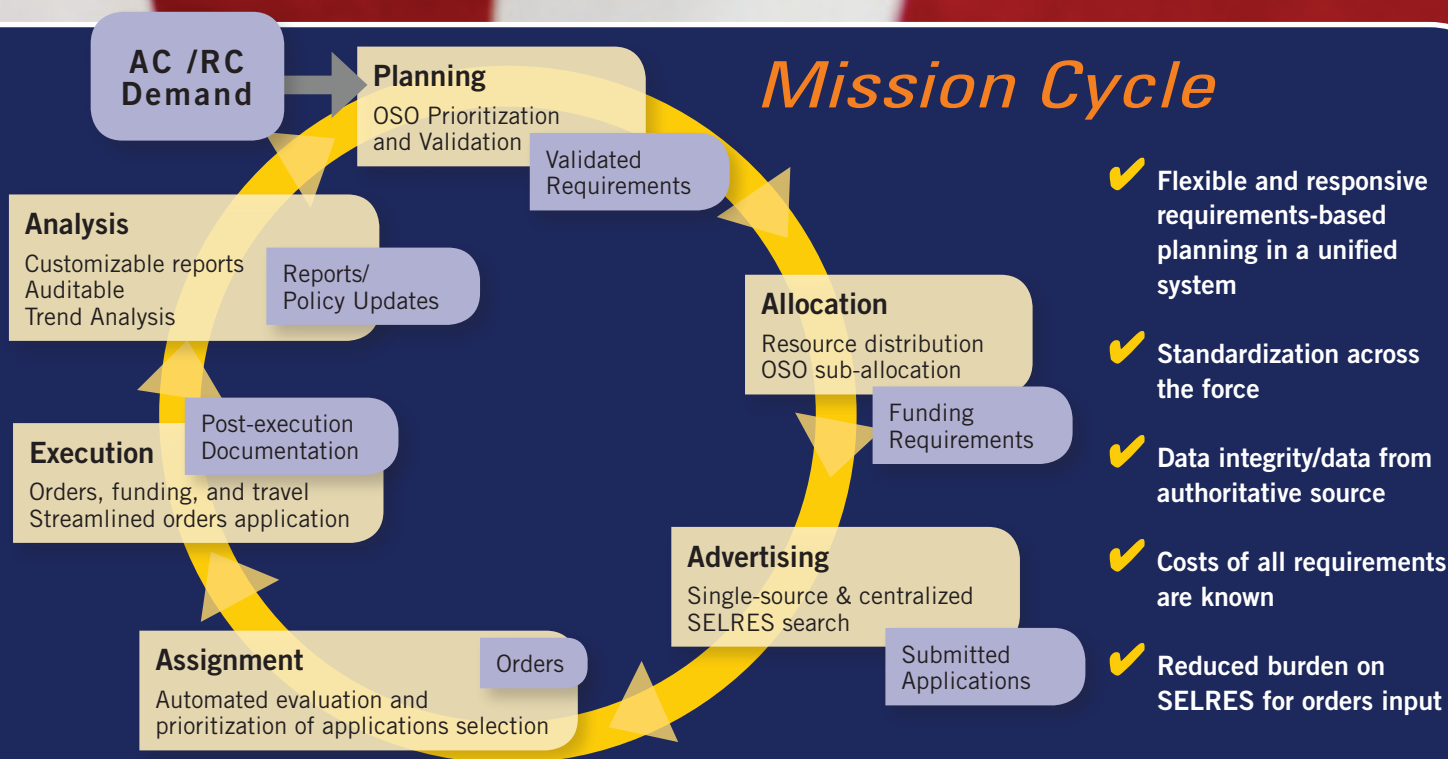 Mission Cycle
AC /RC
Demand
Planning
OSO Prioritization
and Validation
Validated
Requirements
Allocation
Resource distribution
OSO sub-allocation
Funding
Requirements
Advertising
Single-source & centralized
SELRES search
Submitted
Applications
Assignment
Automated evaluation and
prioritization of applications selection
Orders
Execution
Orders, funding, and travel
Streamlined orders application
Post-execution
Documentation
Analysis
Customizable reports
Auditable
Trend Analysis
Reports/
Policy Updates
✔ Flexible and responsive
requirements-based
planning in a unified
system
✔ Standardization across
the force
✔ Data integrity/data from
authoritative source
✔ Costs of all requirements
are known
✔ Reduced burden on
SELRES for orders input